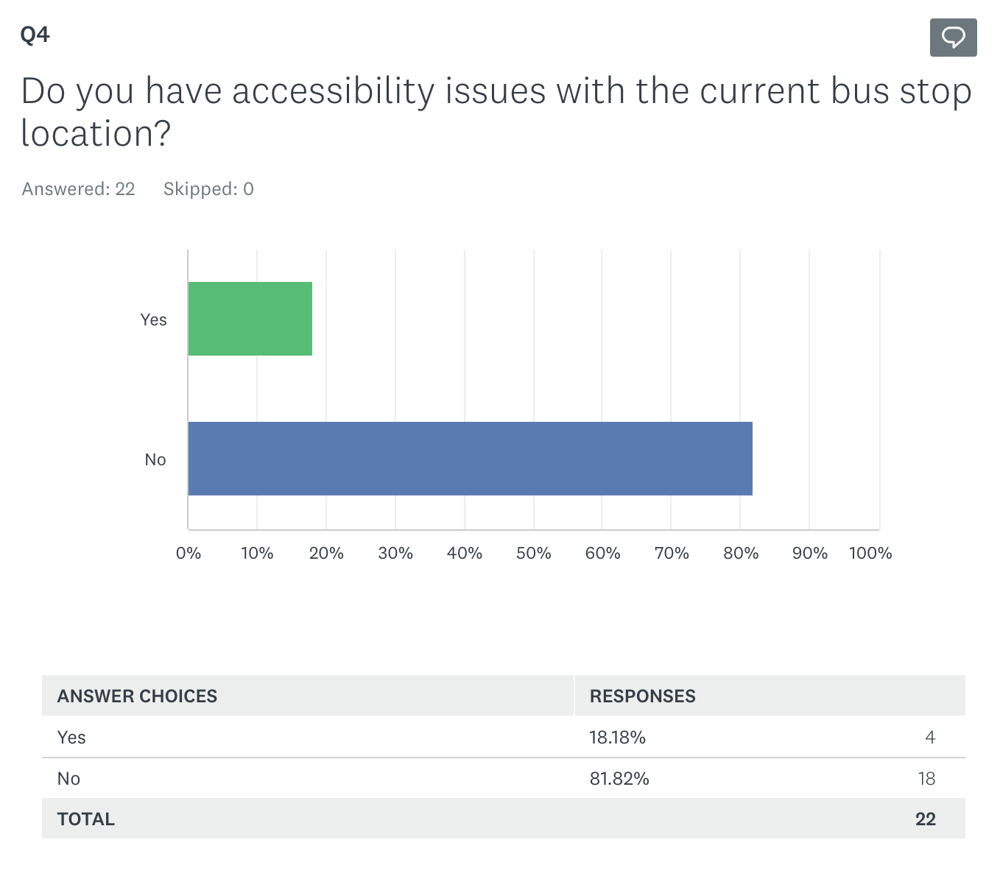 Q4
Do you have accessibility issues with the current bus stop
location?
Answered: 22 Skipped: 0
Yes
No
0% 10% 20% 30% 40% 50% 60% 70% 80% 90% 100%
ANSWER CHOICES RESPONSES
Yes 18.18% 4
No 81.82% 18
TOTAL 22